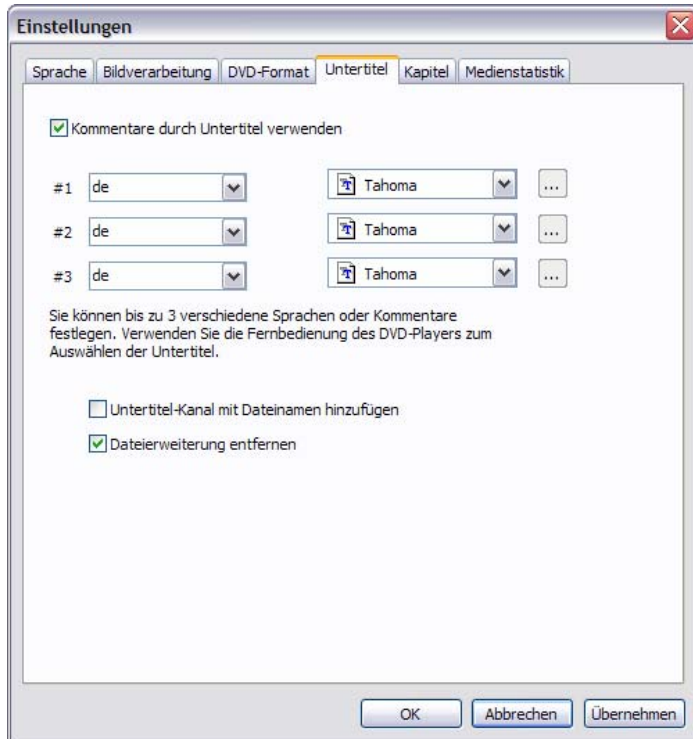 Einstellungen
Sprache Bildverarbeitung DVD-Format Untertitel Kapitel Medienstatistik
Kommentare durch Untertitel verwenden
#1 de Tahoma ...
#2 de Tahoma ...
#3 de Tahoma ...
Sie können bis zu 3 verschiedene Sprachen oder Kommentare
festlegen. Verwenden Sie die Fernbedienung des DVD-Players zum
Auswählen der Untertitel.
Untertitel-Kanal mit Dateinamen hinzufügen
Dateierweiterung entfernen
OK Abbrechen Übernehmen